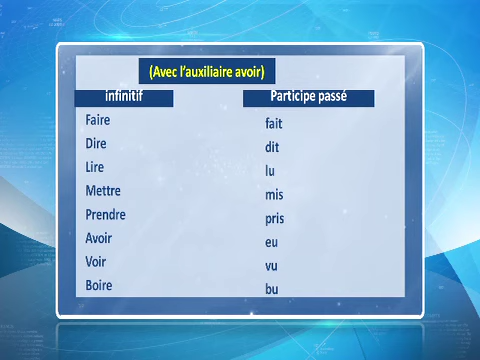 (Avec l'auxiliaire avoir)
infinitif Participe passé
Faire fait
Dire dit
Lire lu
Mettre mis
Prendre pris
Avoir eu
Voir vu
Boire bu